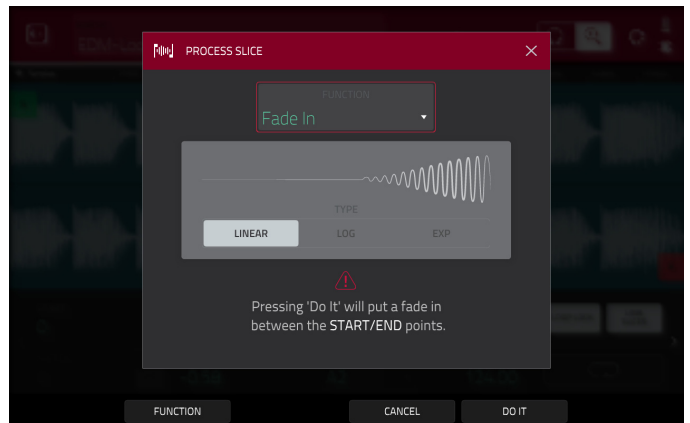 PROCESS SLICE
FUNCTION
Fade In
TYPE
LINEAR LOG EXP
Pressing 'Do It' will put a fade in
between the START/END points.
FUNCTION CANCEL DO IT